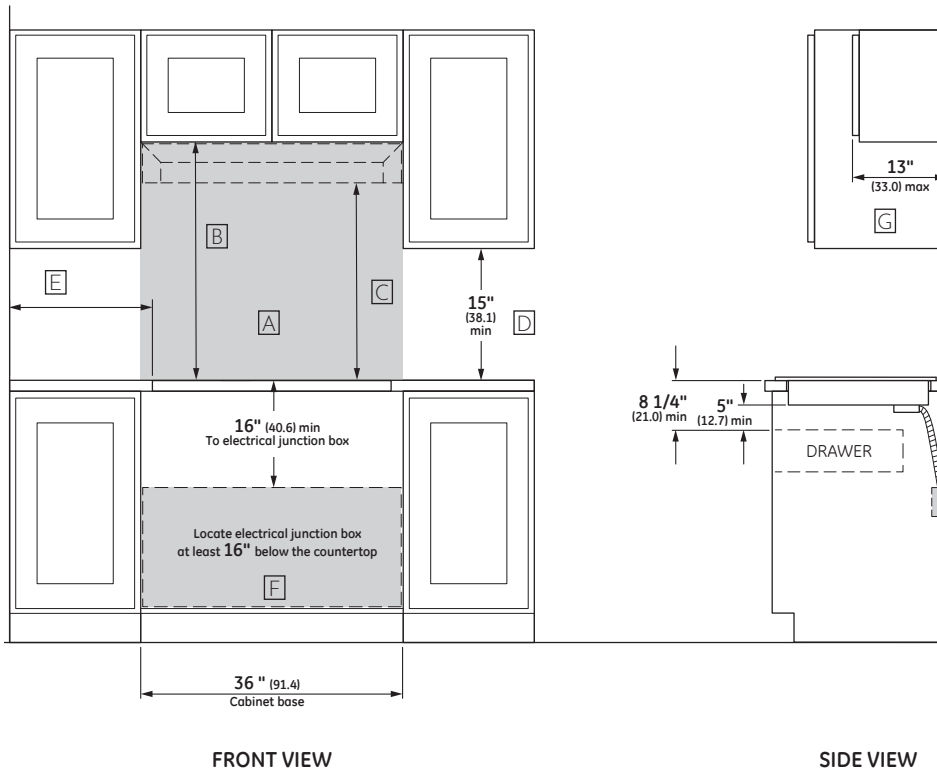 13"
(33.0) max
G
B
E
C
A
15"
(38.1)
min
D
16" (40.6) min
To electrical junction box
8 1/4"
(21.0) min
5"
(12.7) min
DRAWER
Locate electrical junction box
at least 16" below the countertop
F
36 " (91.4)
Cabinet base
FRONT VIEW
SIDE VIEW